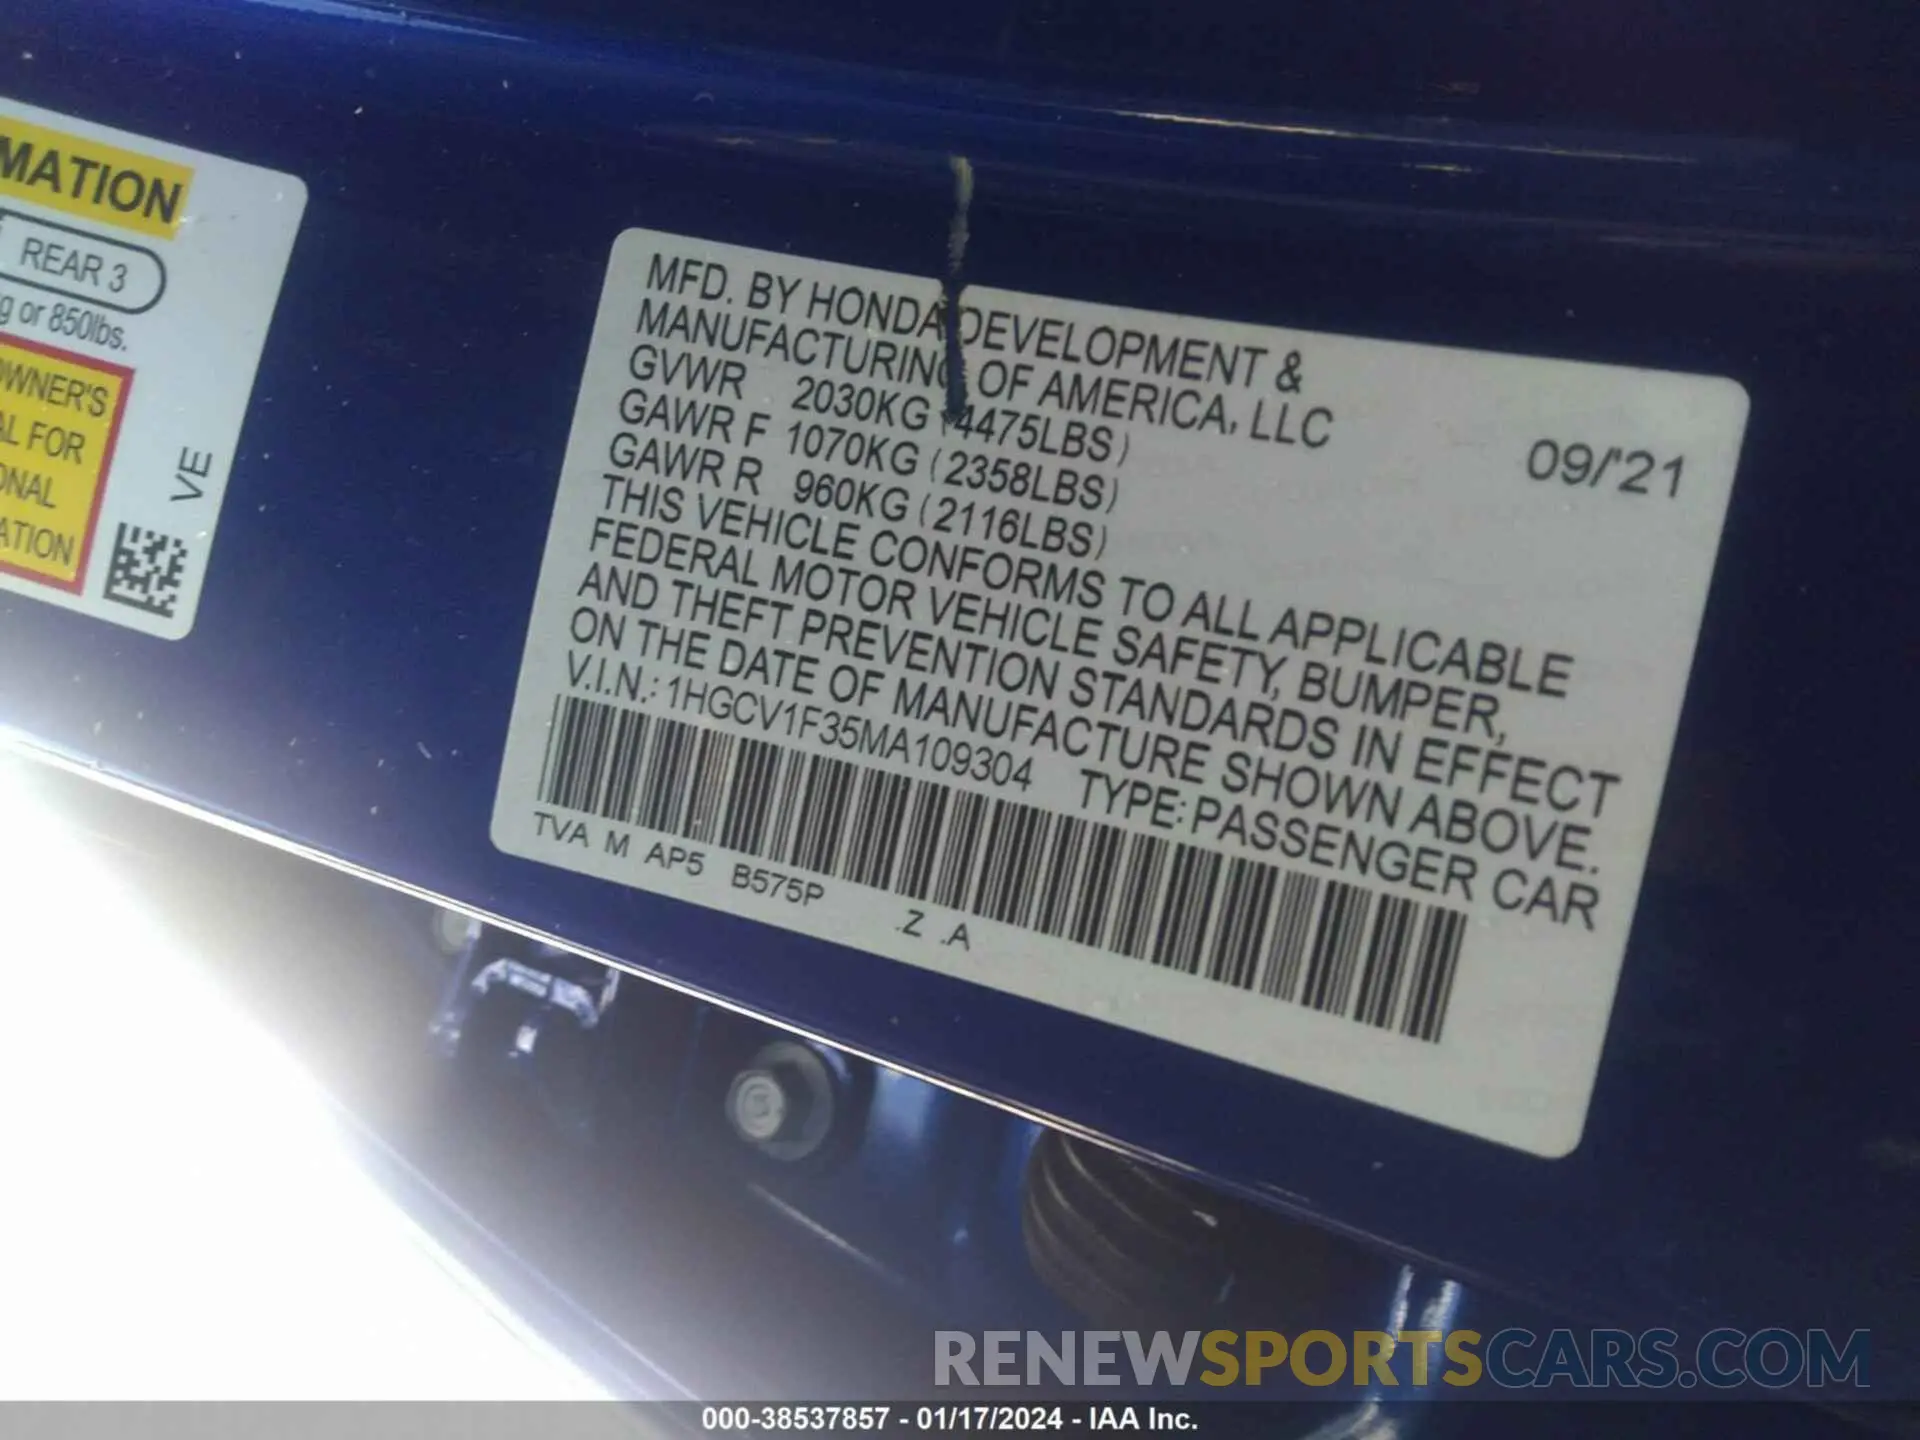 MATION
REAR 3
g or 850lbs.
OWNER'S
AL FOR
ONAL
ATION
VE
MFD. BY HONDA DEVELOPMENT &
MANUFACTURING OF AMERICA, LLC
09/'21
GVWR 2030KG (4475LBS)
GAWR F 1070KG (2358LBS)
GAWR R 960KG (2116LBS)
THIS VEHICLE CONFORMS TO ALL APPLICABLE
FEDERAL MOTOR VEHICLE SAFETY, BUMPER,
AND THEFT PREVENTION STANDARDS IN EFFECT
ON THE DATE OF MANUFACTURE SHOWN ABOVE.
V.I.N.: 1HGCV1F35MA109304 TYPE: PASSENGER CAR
TVA M AP5 B575P .Z .A
RENEWSPORTSCARS.COM
000-38537857 - 01/17/2024 - IAA Inc.